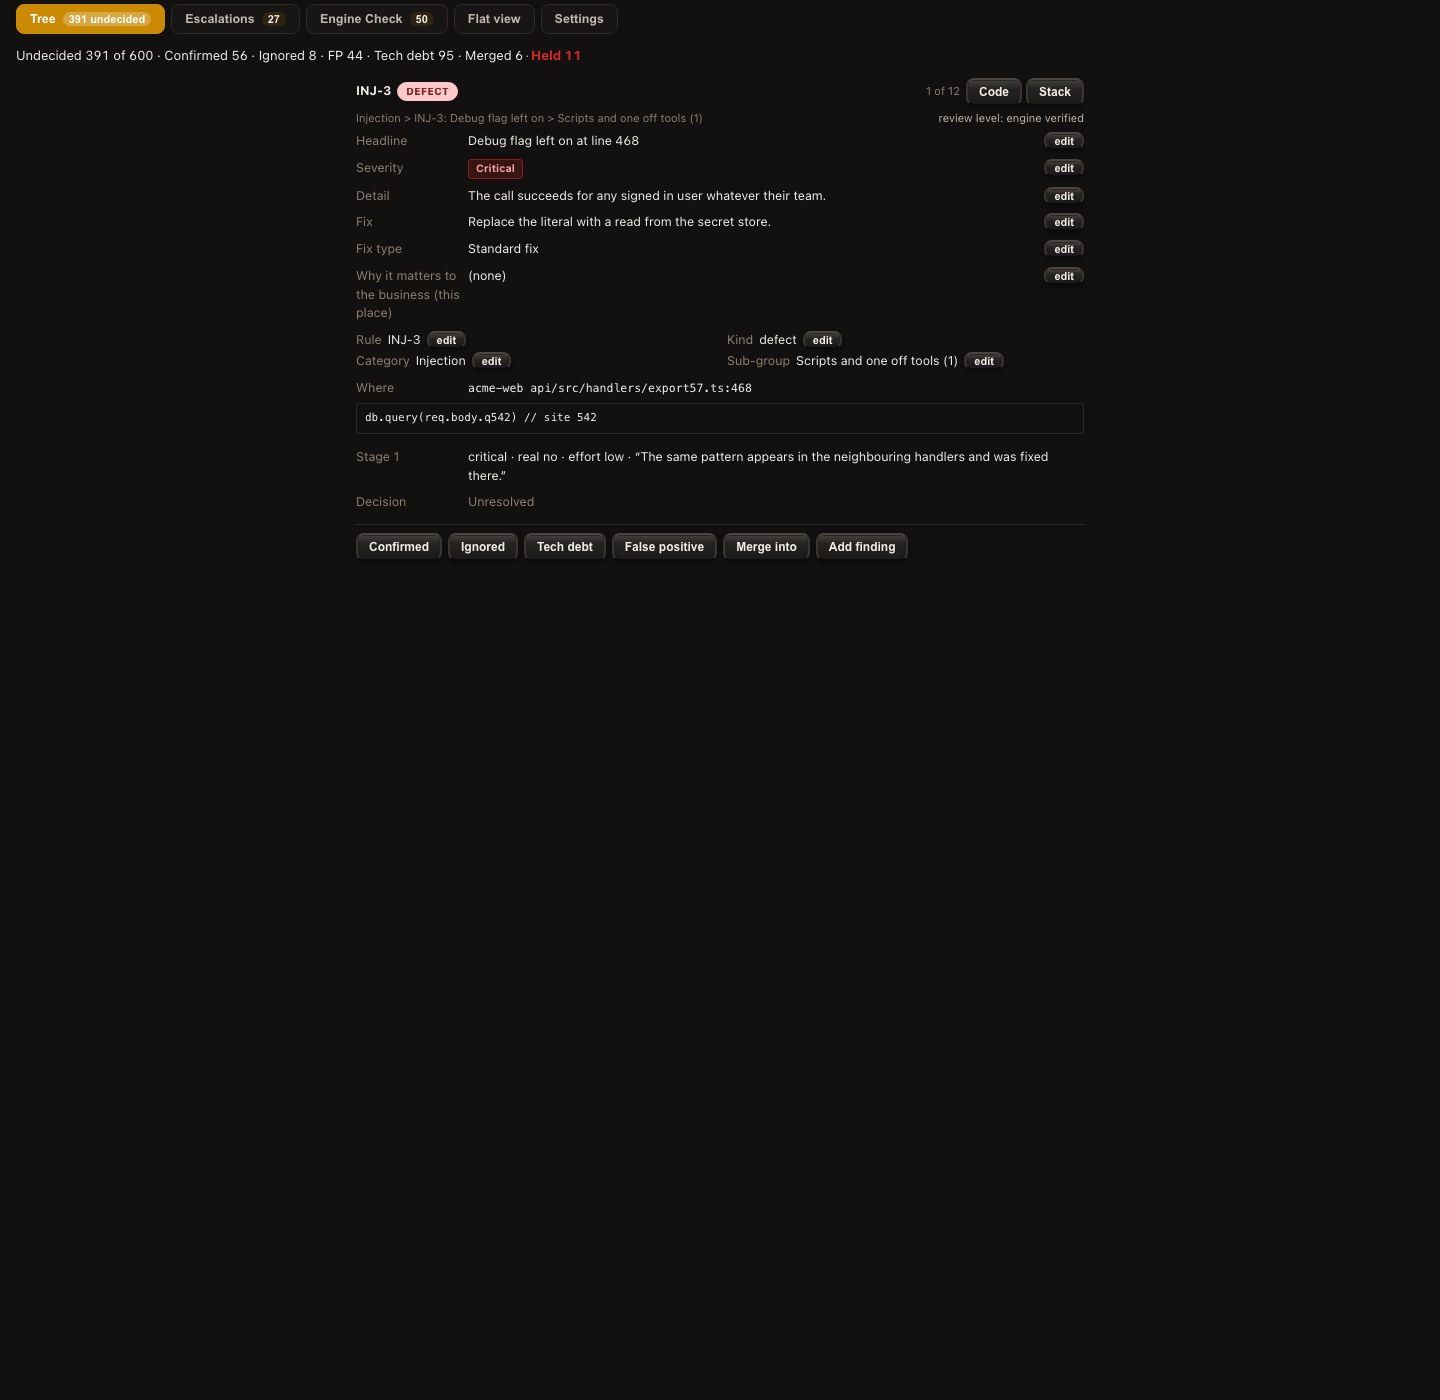 Tree 391 undecided Escalations 27 Engine Check 50 Flat view Settings
Undecided 391 of 600 · Confirmed 56 · Ignored 8 · FP 44 · Tech debt 95 · Merged 6 · Held 11
INJ-3 DEFECT 1 of 12 Code Stack
Injection > INJ-3: Debug flag left on > Scripts and one off tools (1) review level: engine verified
Headline Debug flag left on at line 468 edit
Severity Critical edit
Detail The call succeeds for any signed in user whatever their team. edit
Fix Replace the literal with a read from the secret store. edit
Fix type Standard fix edit
Why it matters to (none) edit
the business (this
place)
Rule INJ-3 edit Kind defect edit
Category Injection edit Sub-group Scripts and one off tools (1) edit
Where acme-web api/src/handlers/export57.ts:468
db.query(req.body.q542) // site 542
Stage 1 critical · real no · effort low · “The same pattern appears in the neighbouring handlers and was fixed
there.”
Decision Unresolved
Confirmed Ignored Tech debt False positive Merge into Add finding